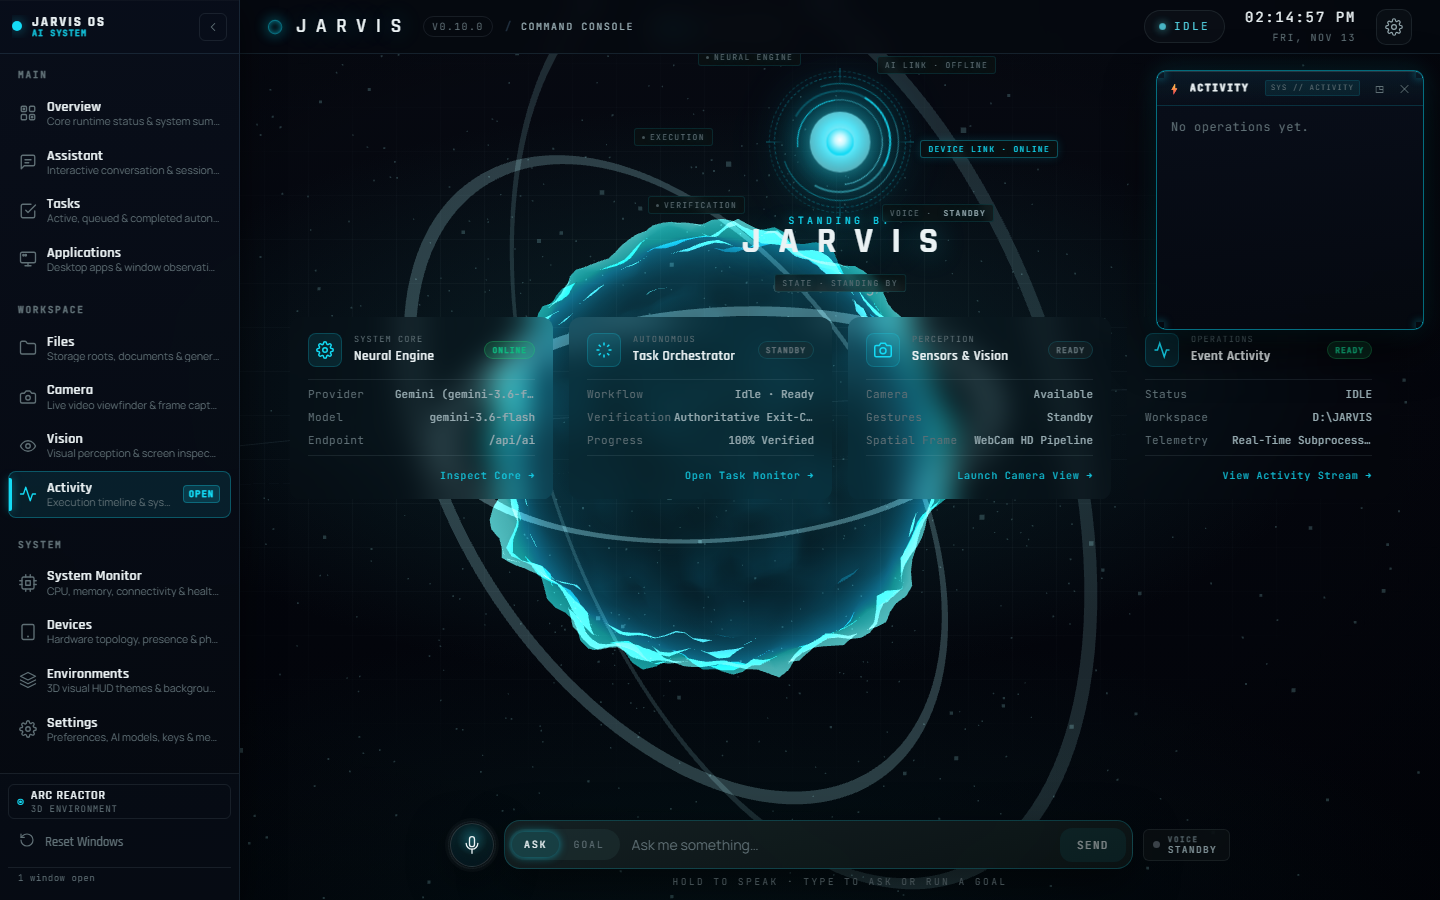 JARVIS OS
AI SYSTEM
MAIN
Overview
Core runtime status & system sum...
Assistant
Interactive conversation & session...
Tasks
Active, queued & completed auton...
Applications
Desktop apps & window observati...
WORKSPACE
Files
Storage roots, documents & gener...
Camera
Live video viewfinder & frame capt...
Vision
Visual perception & screen inspec...
Activity
Execution timeline & sys...
OPEN
SYSTEM
System Monitor
CPU, memory, connectivity & healt...
Devices
Hardware topology, presence & ph...
Environments
3D visual HUD themes & backgrou...
Settings
Preferences, AI models, keys & me...
ARC REACTOR
3D ENVIRONMENT
Reset Windows
1 window open
JARVIS
V0.10.0
/ COMMAND CONSOLE
IDLE
02:14:57 PM
FRI, NOV 13
NEURAL ENGINE
AI LINK · OFFLINE
EXECUTION
DEVICE LINK · ONLINE
VERIFICATION
VOICE · STANDBY
STANDING B
JARVIS
STATE · STANDING BY
ACTIVITY
SYS // ACTIVITY
No operations yet.
SYSTEM CORE
Neural Engine
ONLINE
Provider Gemini (gemini-3.6-f...
Model gemini-3.6-flash
Endpoint /api/ai
Inspect Core →
AUTONOMOUS
Task Orchestrator
STANDBY
Workflow Idle · Ready
Verification Authoritative Exit-C...
Progress 100% Verified
Open Task Monitor →
PERCEPTION
Sensors & Vision
READY
Camera Available
Gestures Standby
Spatial Frame WebCam HD Pipeline
Launch Camera View →
OPERATIONS
Event Activity
READY
Status IDLE
Workspace D:\JARVIS
Telemetry Real-Time Subprocess...
View Activity Stream →
ASK
GOAL
Ask me something...
SEND
VOICE
STANDBY
HOLD TO SPEAK · TYPE TO ASK OR RUN A GOAL